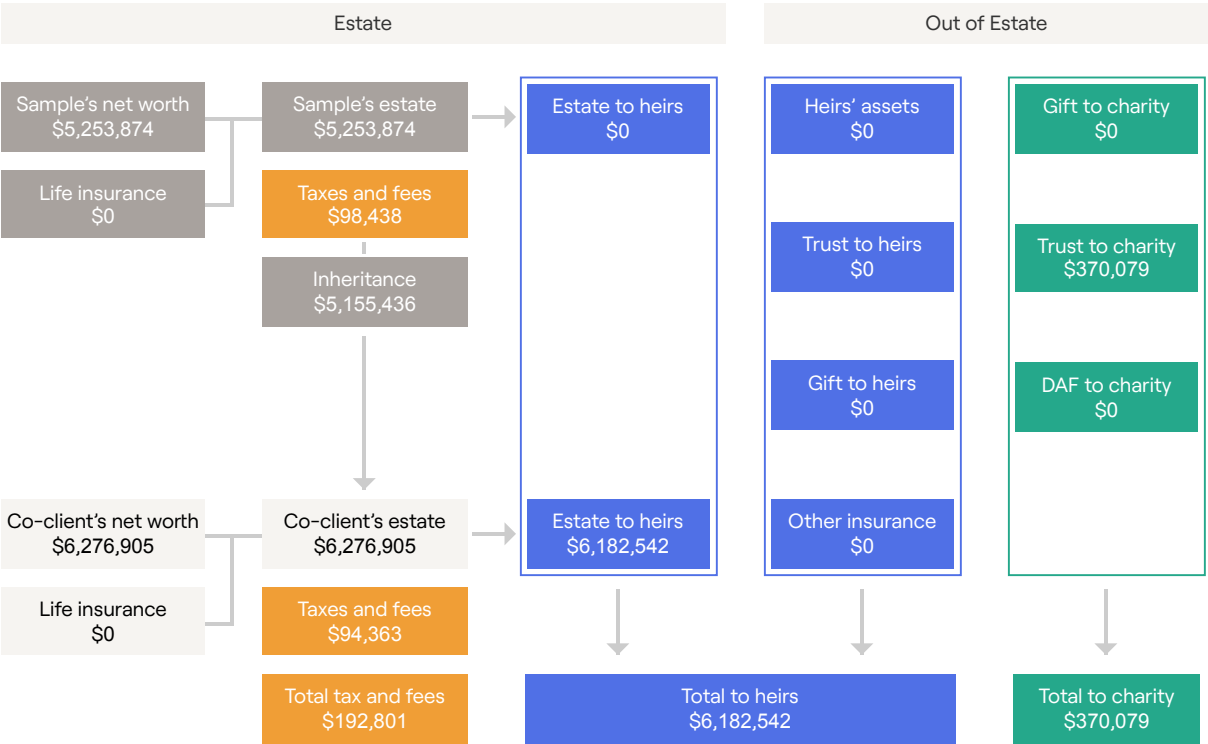 Estate
Out of Estate
Sample’s net worth
$5,253,874
Sample’s estate
$5,253,874
Estate to heirs
$0
Heirs’ assets
$0
Gift to charity
$0
Life insurance
$0
Taxes and fees
$98,438
Trust to heirs
$0
Trust to charity
$370,079
Inheritance
$5,155,436
Gift to heirs
$0
DAF to charity
$0
Co-client’s net worth
$6,276,905
Co-client’s estate
$6,276,905
Estate to heirs
$6,182,542
Other insurance
$0
Life insurance
$0
Taxes and fees
$94,363
Total tax and fees
$192,801
Total to heirs
$6,182,542
Total to charity
$370,079